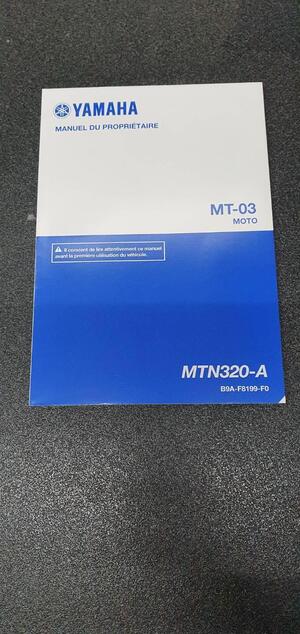 YAMAHA
MANUEL DU PROPRIÉTAIRE
MT-03
MOTO
Il convient de lire attentivement ce manuel
avant la première utilisation du véhicule.
MTN320-A
B9A-F8199-F0